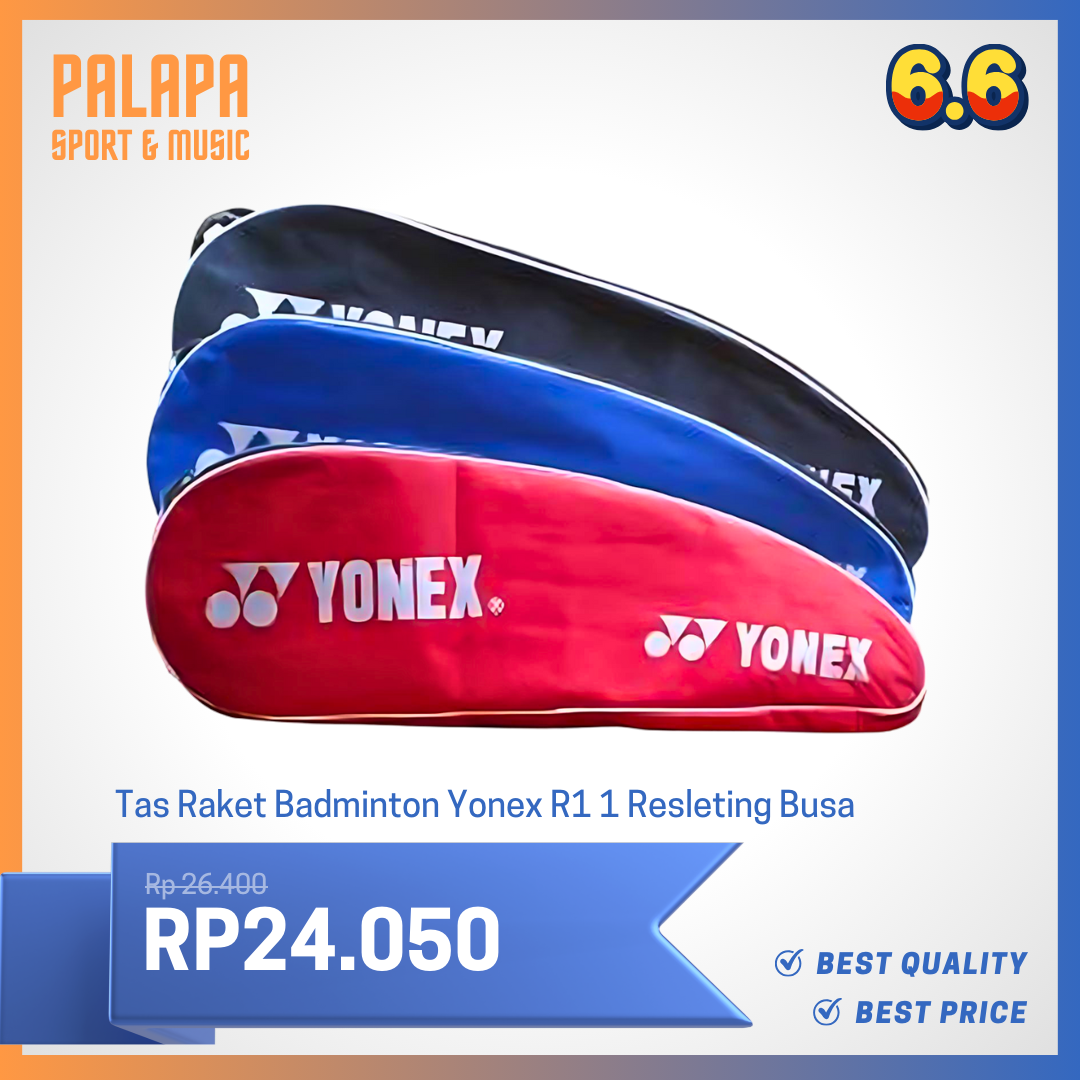 PALAPA
SPORT & MUSIC
6.6
YONEX
YONEX
YONEX
Tas Raket Badminton Yonex R1 1 Resleting Busa
Rp 26.400
RP24.050
BEST QUALITY
BEST PRICE